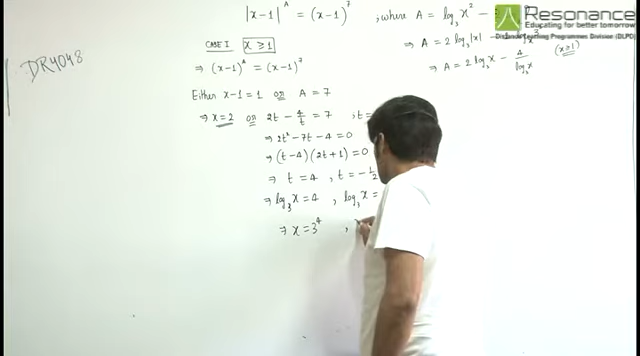 |x-1|^A = (x-1)^7 ; where A = log_3 x^2 -
Resonance
Educating for better tomorrow
Distance Learning Programmes Division (DLPD)
DR4048
CASE I x ≥ 1
⇒ A = 2 log_3 |x| -
⇒ (x-1)^A = (x-1)^7
⇒ A = 2 log_3 x - 4/log_3 x (x≥1)
Either x-1=1 or A = 7
⇒ x=2 or 2t - 4/t = 7 ; t =
⇒ 2t² - 7t - 4 = 0
⇒ (t-4)(2t+1) = 0
⇒ t = 4 , t = -1/2
⇒ log_3 x = 4 , log_3 x =
⇒ x = 3^4 ,